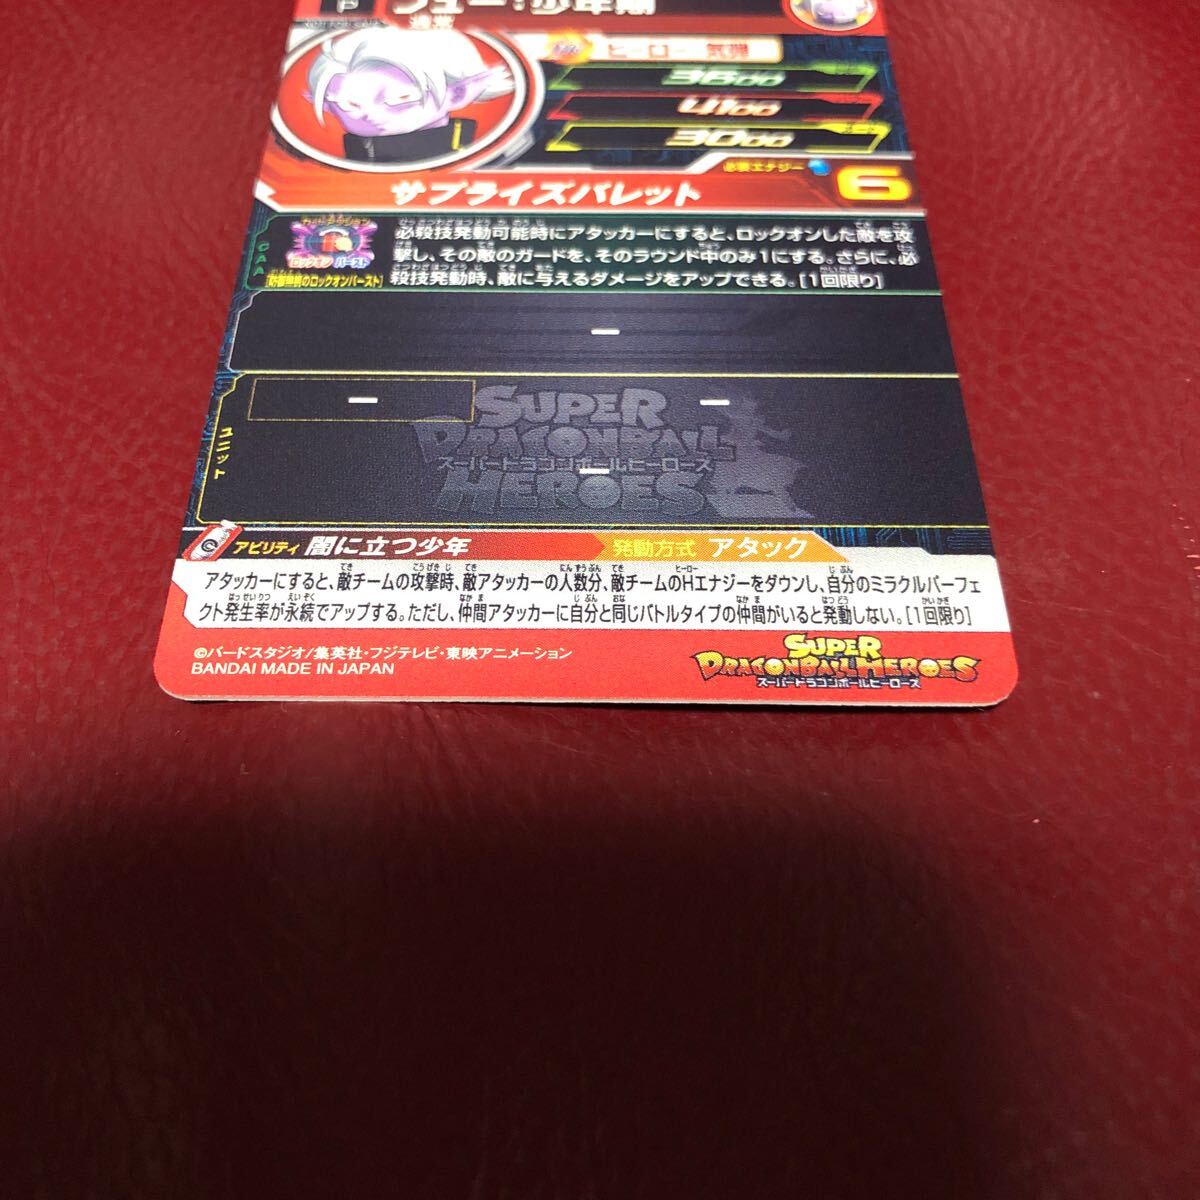 P
フュー:少年期
通常
ヒーロー 気弾
3600
4100
3000
必要エナジー 6
サプライズバレット
CAA
カードアクション
ロックオン バースト
[防御無視のロックオンバースト]
必殺技発動可能時にアタッカーにすると、ロックオンした敵を攻
撃し、その敵のガードを、そのラウンド中のみ1にする。さらに、必
殺技発動時、敵に与えるダメージをアップできる。[1回限り]
ー
ユニット
ー
ー
ー
SUPER
DRAGONBALL
スーパードラゴンボールヒーローズ
HEROES
アビリティ 闇に立つ少年
発動方式 アタック
アタッカーにすると、敵チームの攻撃時、敵アタッカーの人数分、敵チームのHエナジーをダウンし、自分のミラクルパーフェ
クト発生率が永続でアップする。ただし、仲間アタッカーに自分と同じバトルタイプの仲間がいると発動しない。[1回限り]
©バードスタジオ/集英社・フジテレビ・東映アニメーション
BANDAI MADE IN JAPAN
SUPER
DRAGONBALL HEROES
スーパードラゴンボールヒーローズ